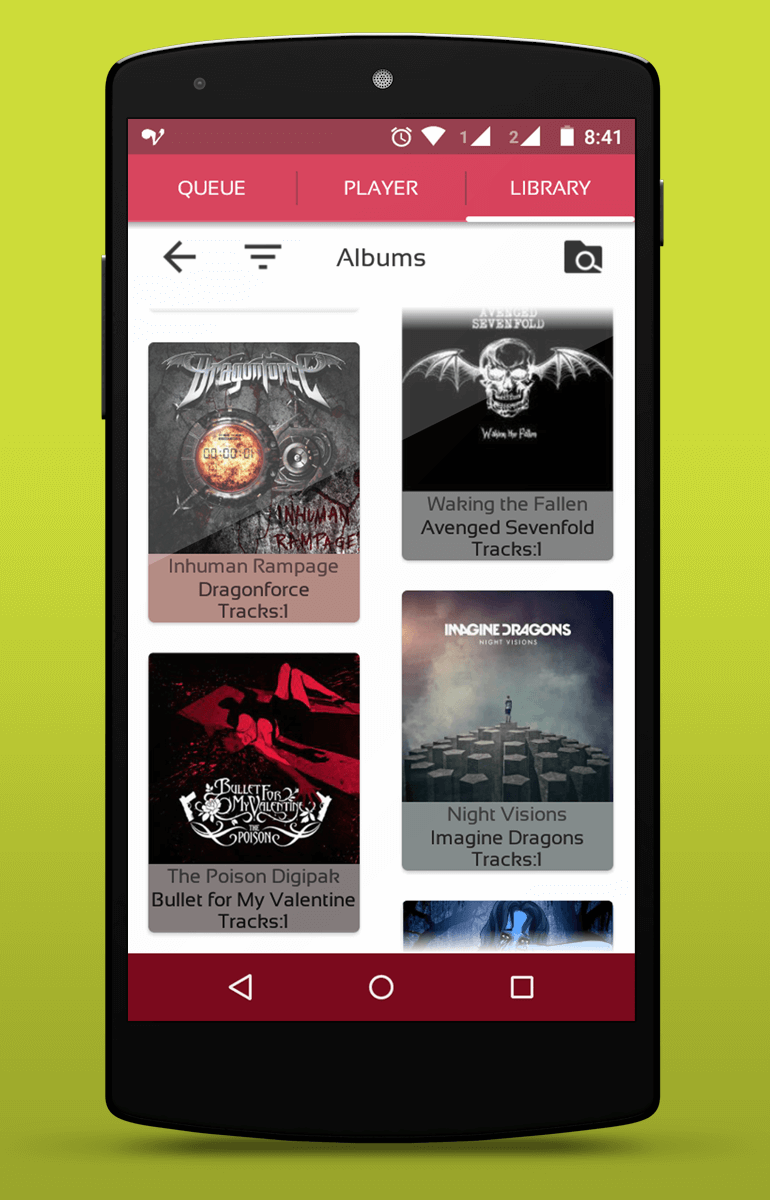 1
2
8:41
QUEUE
PLAYER
LIBRARY
Albums
Dragonforce
00:00:01
INHUMAN
RAMPAGE
Inhuman Rampage
Dragonforce
Tracks:1
AVENGED
SEVENFOLD
Waking the Fallen
Waking the Fallen
Avenged Sevenfold
Tracks:1
BULLET FOR
MY VALENTINE
THE
POISON
The Poison Digipak
Bullet for My Valentine
Tracks:1
IMAGINE DRAGONS
NIGHT VISIONS
Night Visions
Imagine Dragons
Tracks:1